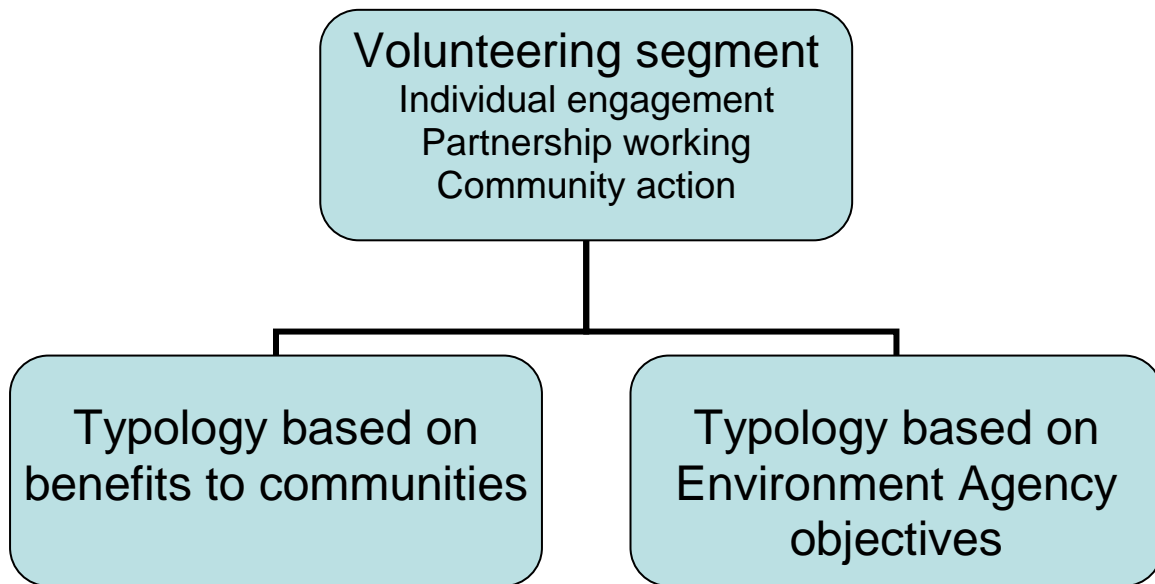 Volunteering segment
Individual engagement
Partnership working
Community action
Typology based on
benefits to communities
Typology based on
Environment Agency
objectives